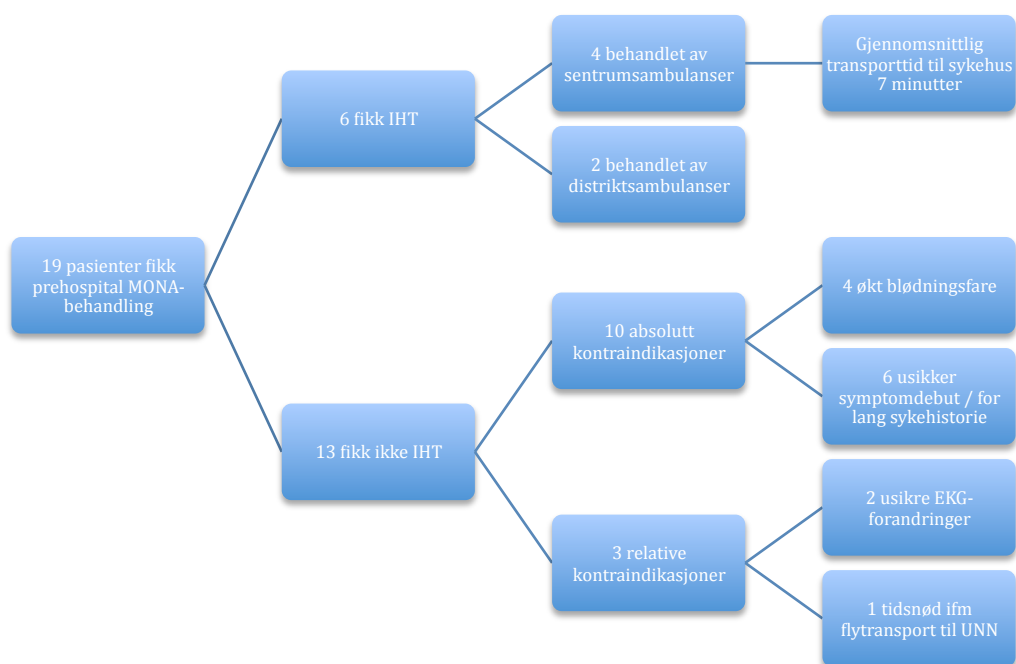 19 pasienter fikk
prehospital MONA-
behandling
6 fikk IHT
4 behandlet av
sentrumsambulanser
Gjennomsnittlig
transporttid til sykehus
7 minutter
2 behandlet av
distriktsambulanser
13 fikk ikke IHT
10 absolutt
kontraindikasjoner
4 økt blødningsfare
6 usikker
symptomdebut / for
lang sykehistorie
3 relative
kontraindikasjoner
2 usikre EKG-
forandringer
1 tidsnød ifm
flytransport til UNN